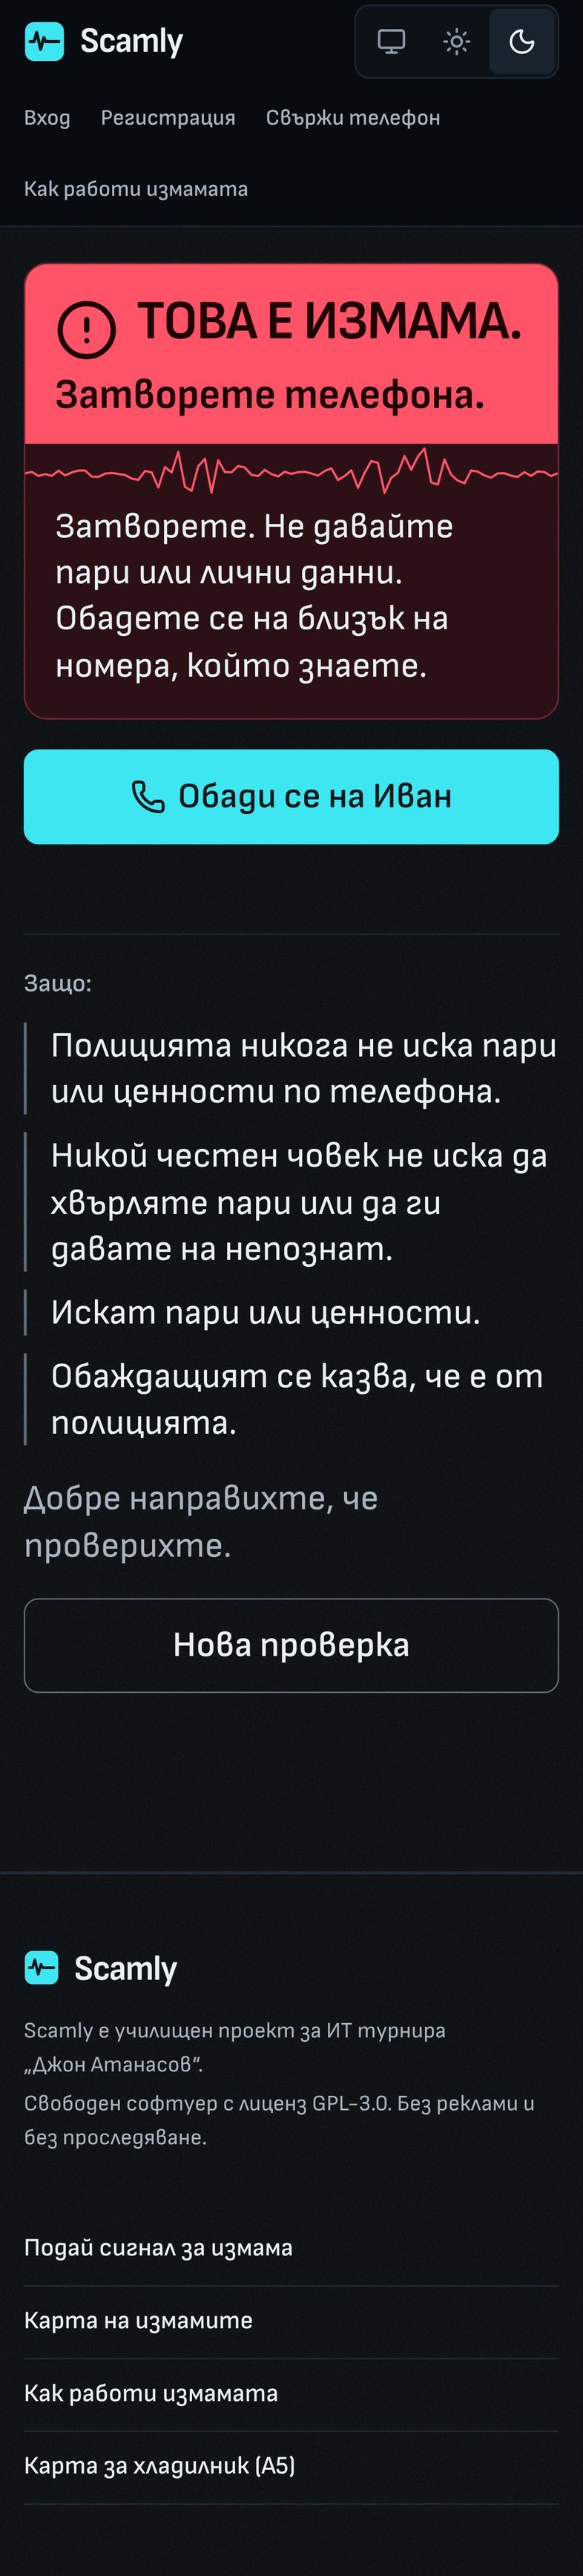 Scamly
Вход Регистрация Свържи телефон
Как работи измамата
ТОВА Е ИЗМАМА.
Затворете телефона.
Затворете. Не давайте
пари или лични данни.
Обадете се на близък на
номера, който знаете.
Обади се на Иван
Защо:
Полицията никога не иска пари
или ценности по телефона.
Никой честен човек не иска да
хвърляте пари или да ги
давате на непознат.
Искат пари или ценности.
Обаждащият се казва, че е от
полицията.
Добре направихте, че
проверихте.
Нова проверка
Scamly
Scamly е училищен проект за ИТ турнира
„Джон Атанасов“.
Свободен софтуер с лиценз GPL-3.0. Без реклами и
без проследяване.
Подай сигнал за измама
Карта на измамите
Как работи измамата
Карта за хладилник (А5)